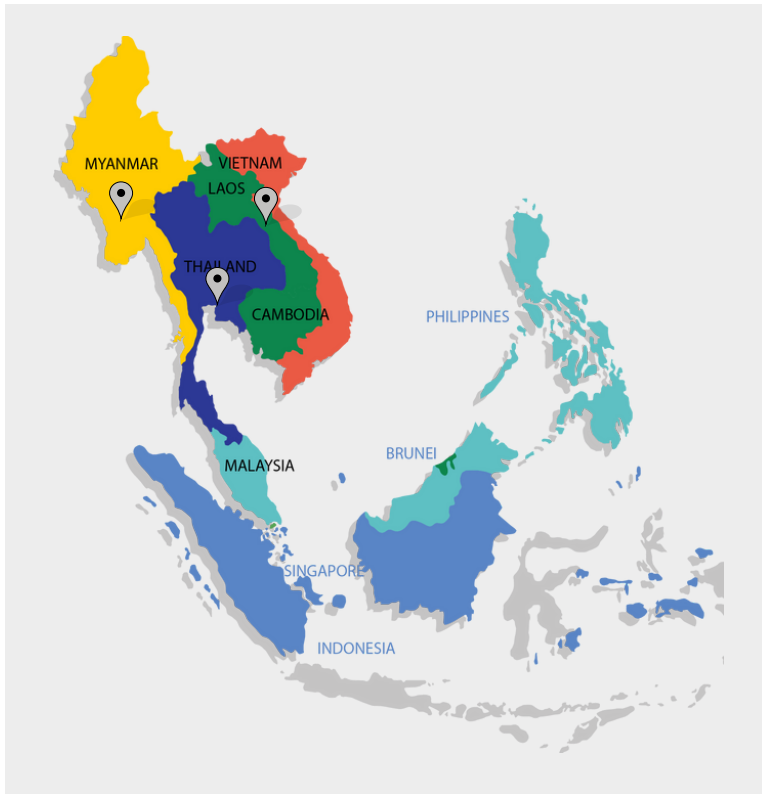 MYANMAR
VIETNAM
LAOS
THAILAND
CAMBODIA
PHILIPPINES
BRUNEI
MALAYSIA
SINGAPORE
INDONESIA